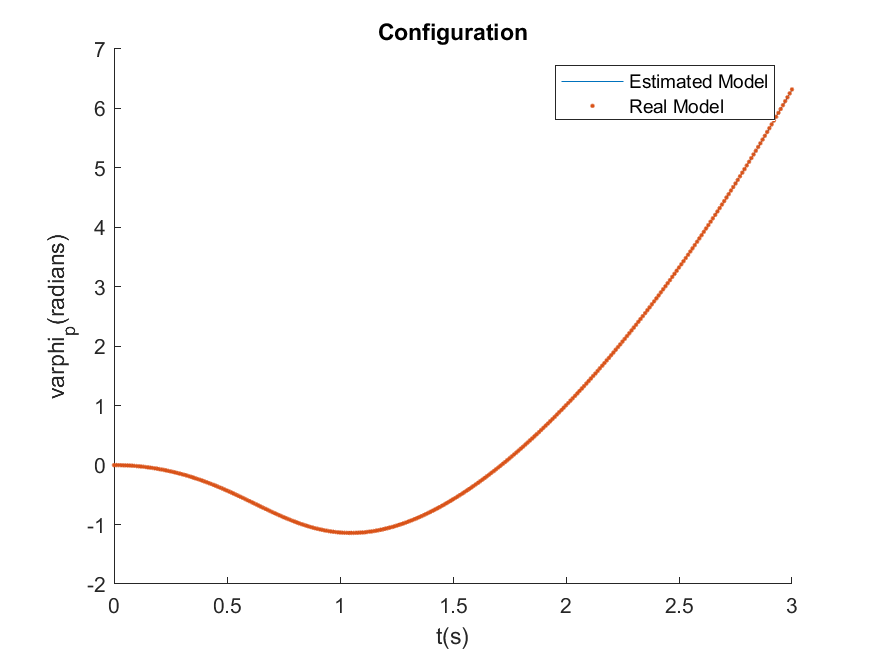 Configuration
7
6
5
4
3
2
1
0
-1
-2
varphi_p(radians)
Estimated Model
Real Model
0 0.5 1 1.5 2 2.5 3
t(s)